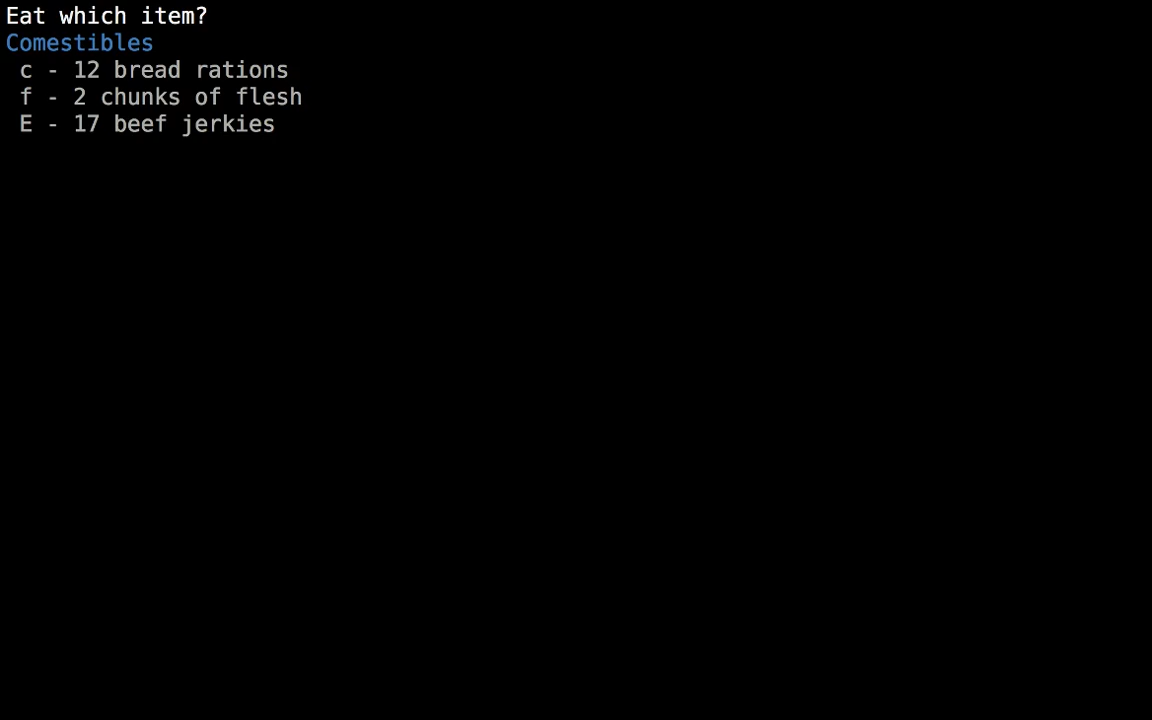 Eat which item?
Comestibles
c - 12 bread rations
f - 2 chunks of flesh
E - 17 beef jerkies